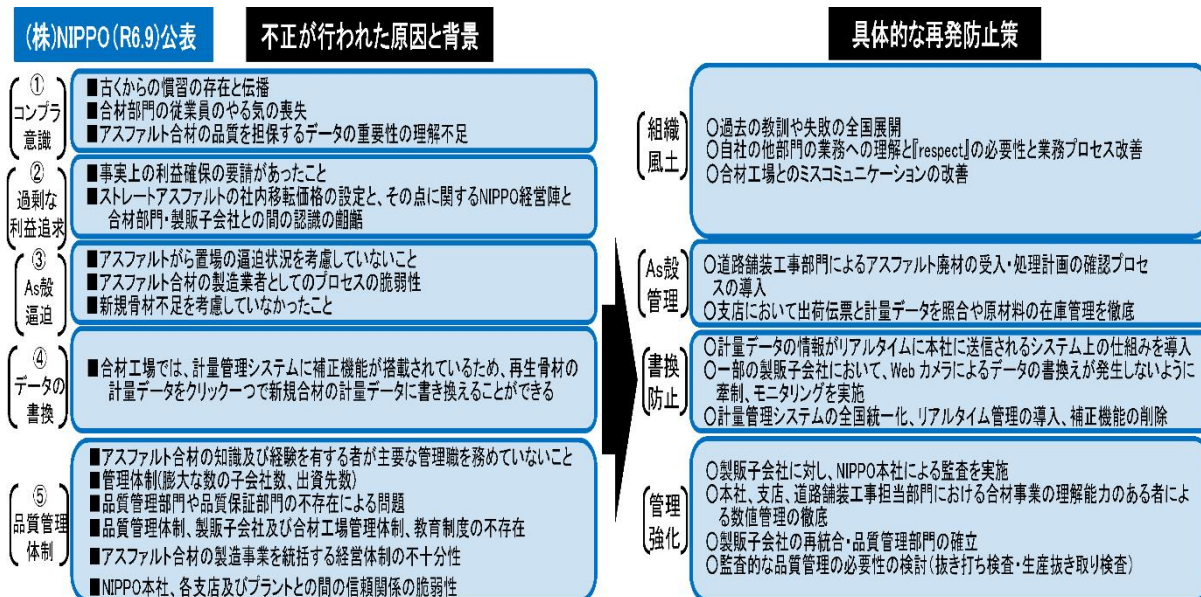 (株)NIPPO(R6.9)公表
不正が行われた原因と背景
①
コンプラ
意識
■古くからの慣習の存在と伝播
■合材部門の従業員のやる気の喪失
■アスファルト合材の品質を担保するデータの重要性の理解不足
②
過剰な
利益追求
■事実上の利益確保の要請があったこと
■ストレートアスファルトの社内移転価格の設定と、その点に関するNIPPO経営陣と
合材部門・製販子会社との間の認識の齟齬
③
As殻
逼迫
■アスファルトがら置場の逼迫状況を考慮していないこと
■アスファルト合材の製造業者としてのプロセスの脆弱性
■新規骨材不足を考慮していなかったこと
④
データの
書換
■合材工場では、計量管理システムに補正機能が搭載されているため、再生骨材の
計量データをクリック一つで新規合材の計量データに書き換えることができる
⑤
品質管理
体制
■アスファルト合材の知識及び経験を有する者が主要な管理職を務めていないこと
■管理体制(膨大な数の子会社数、出資先数)
■品質管理部門や品質保証部門の不存在による問題
■品質管理体制、製販子会社及び合材工場管理体制、教育制度の不存在
■アスファルト合材の製造事業を統括する経営体制の不十分性
■NIPPO本社、各支店及びプラントとの間の信頼関係の脆弱性
具体的な再発防止策
組織
風土
○過去の教訓や失敗の全国展開
○自社の他部門の業務への理解と『respect』の必要性と業務プロセス改善
○合材工場とのミスコミュニケーションの改善
As殻
管理
○道路舗装工事部門によるアスファルト廃材の受入・処理計画の確認プロセ
スの導入
○支店において出荷伝票と計量データを照合や原材料の在庫管理を徹底
書換
防止
○計量データの情報がリアルタイムに本社に送信されるシステム上の仕組みを導入
○一部の製販子会社において、Webカメラによるデータの書換えが発生しないように
牽制、モニタリングを実施
○計量管理システムの全国統一化、リアルタイム管理の導入、補正機能の削除
管理
強化
○製販子会社に対し、NIPPO本社による監査を実施
○本社、支店、道路舗装工事担当部門における合材事業の理解能力のある者によ
る数値管理の徹底
○製販子会社の再統合・品質管理部門の確立
○監査的な品質管理の必要性の検討(抜き打ち検査・生産抜き取り検査)